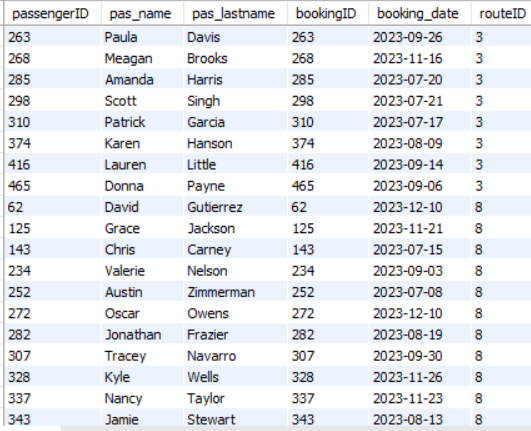 passengerID pas_name pas_lastname bookingID booking_date routeID
263 Paula Davis 263 2023-09-26 3
268 Meagan Brooks 268 2023-11-16 3
285 Amanda Harris 285 2023-07-20 3
298 Scott Singh 298 2023-07-21 3
310 Patrick Garcia 310 2023-07-17 3
374 Karen Hanson 374 2023-08-09 3
416 Lauren Little 416 2023-09-14 3
465 Donna Payne 465 2023-09-06 3
62 David Gutierrez 62 2023-12-10 8
125 Grace Jackson 125 2023-11-21 8
143 Chris Carney 143 2023-07-15 8
234 Valerie Nelson 234 2023-09-03 8
252 Austin Zimmerman 252 2023-07-08 8
272 Oscar Owens 272 2023-12-10 8
282 Jonathan Frazier 282 2023-08-19 8
307 Tracey Navarro 307 2023-09-30 8
328 Kyle Wells 328 2023-11-26 8
337 Nancy Taylor 337 2023-11-23 8
343 Jamie Stewart 343 2023-08-13 8